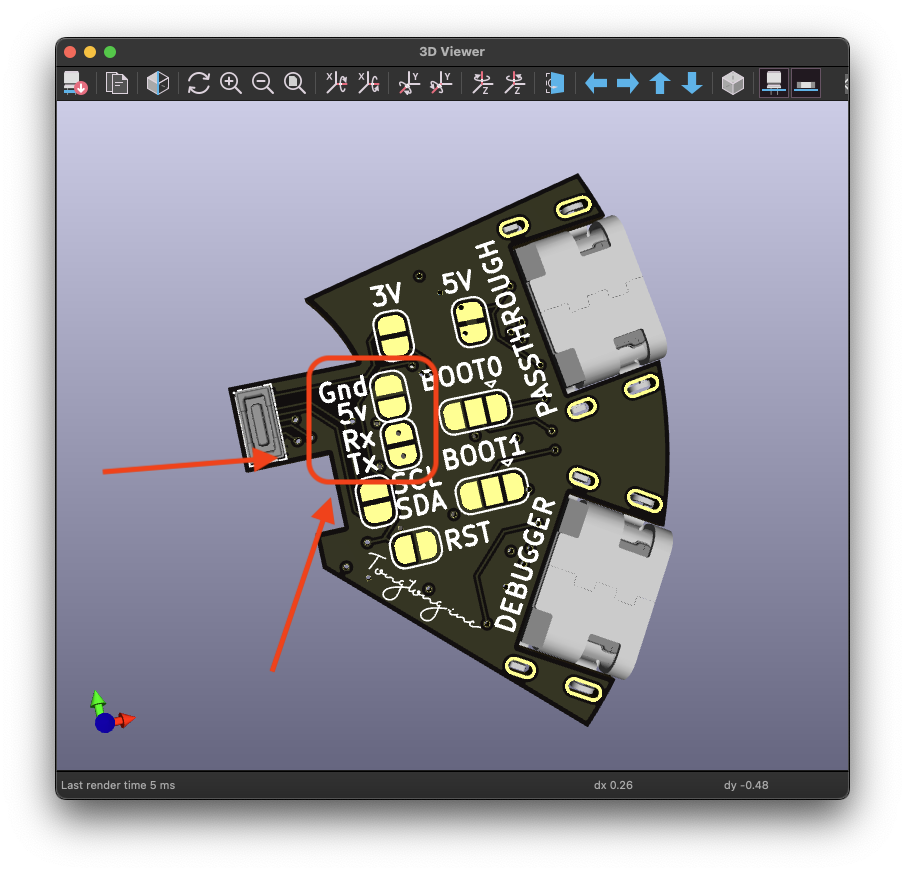 3D Viewer
3V
5V
PASSTHROUGH
BOOT0
Gnd
5v
Rx
Tx
BOOT1
SCL
SDA
RST
DEBUGGER
Tongtonginc
Last render time 5 ms
dx 0.26
dy -0.48